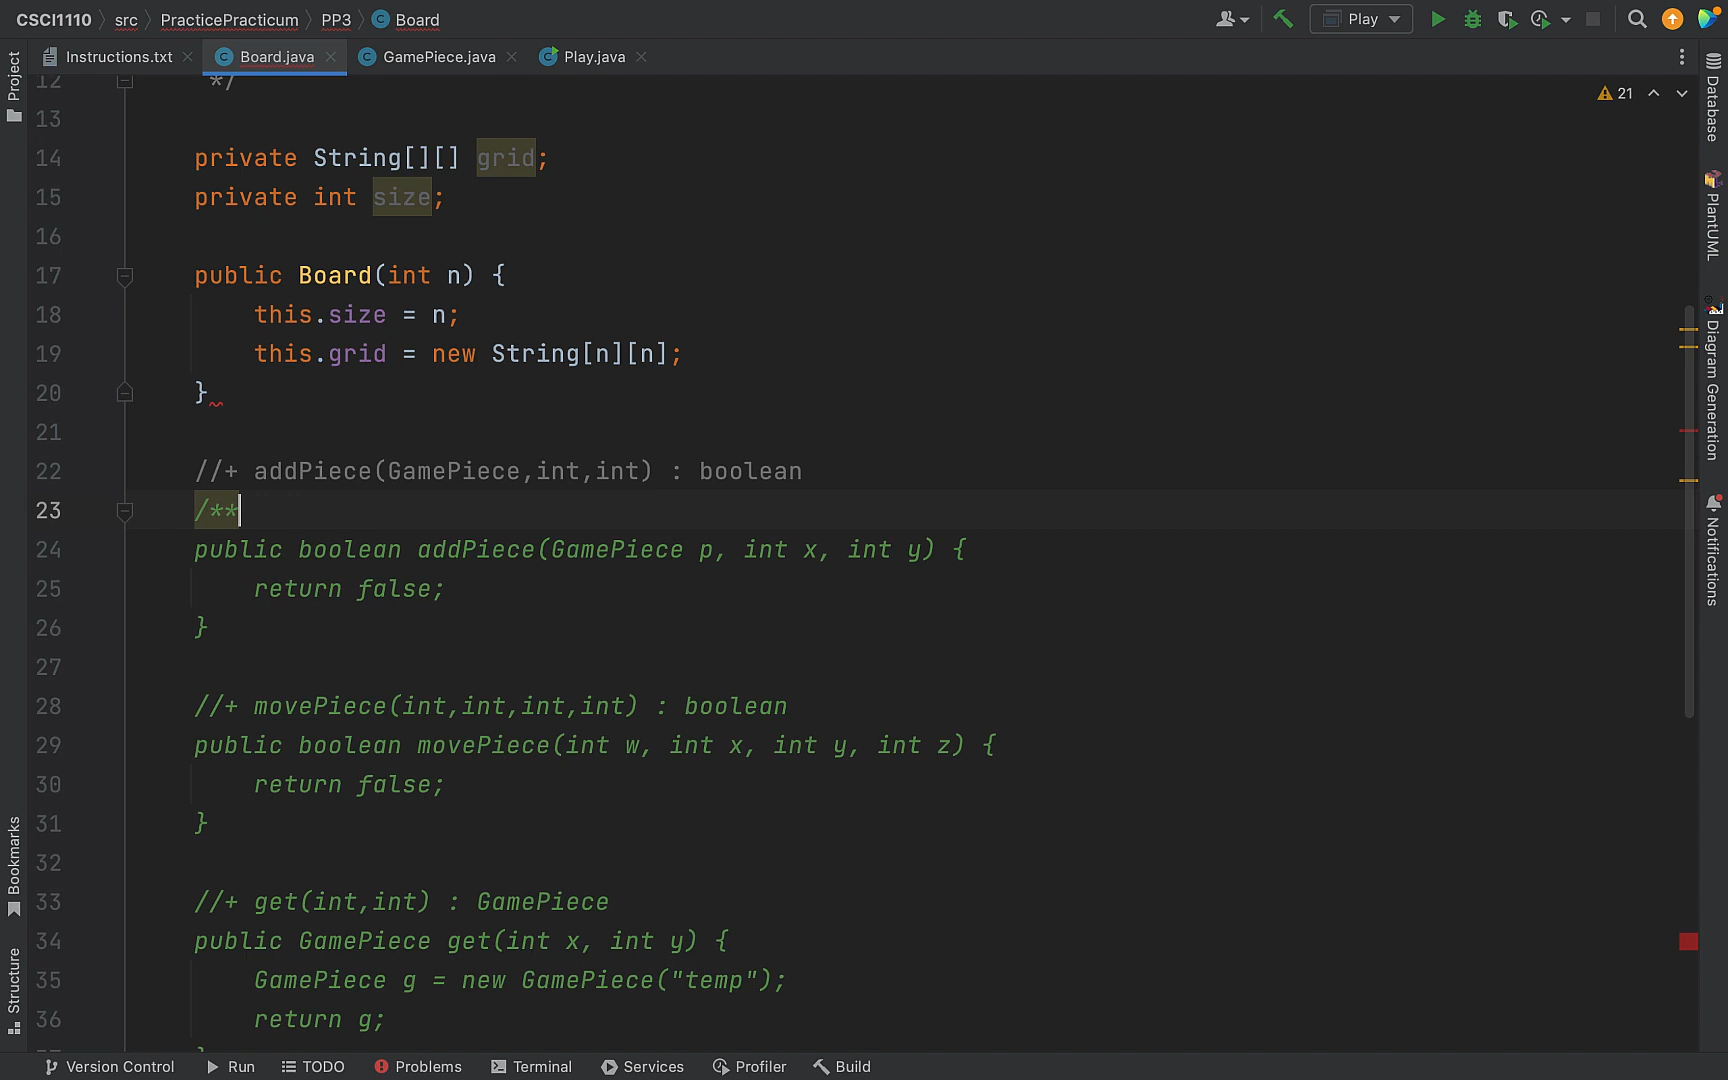 CSCI1110 src PracticePracticum PP3 Board Play
Instructions.txt Board.java GamePiece.java Play.java
Project
Bookmarks
Structure
Database
PlantUML
Diagram Generation
Notifications
21
12 */
13
14 private String[][] grid;
15 private int size;
16
17 public Board(int n) {
18 this.size = n;
19 this.grid = new String[n][n];
20 }
21
22 //+ addPiece(GamePiece,int,int) : boolean
23 /**
24 public boolean addPiece(GamePiece p, int x, int y) {
25 return false;
26 }
27
28 //+ movePiece(int,int,int,int) : boolean
29 public boolean movePiece(int w, int x, int y, int z) {
30 return false;
31 }
32
33 //+ get(int,int) : GamePiece
34 public GamePiece get(int x, int y) {
35 GamePiece g = new GamePiece("temp");
36 return g;
Version Control Run TODO Problems Terminal Services Profiler Build